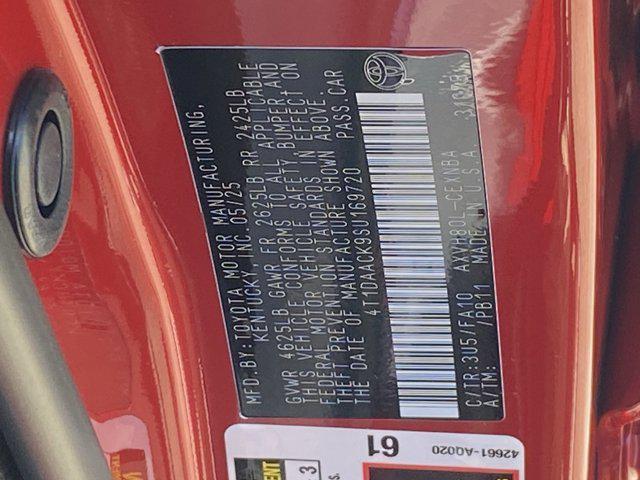 MFD. BY: TOYOTA MOTOR MANUFACTURING,
KENTUCKY, INC. 05/25
GVWR 4625LB GAWR FR 2625LB RR 2425LB
THIS VEHICLE CONFORMS TO ALL APPLICABLE
FEDERAL MOTOR VEHICLE SAFETY BUMPER AND
THEFT PREVENTION STANDARDS IN EFFECT ON
THE DATE OF MANUFACTURE SHOWN ABOVE.
4T1DAACK9SU169720 PASS.CAR
C/TR:3U5/FA10 AXVH80L-CEXNBA
A/TM: /PB11 MADE IN U.S.A.
61
42661-AQ020
3